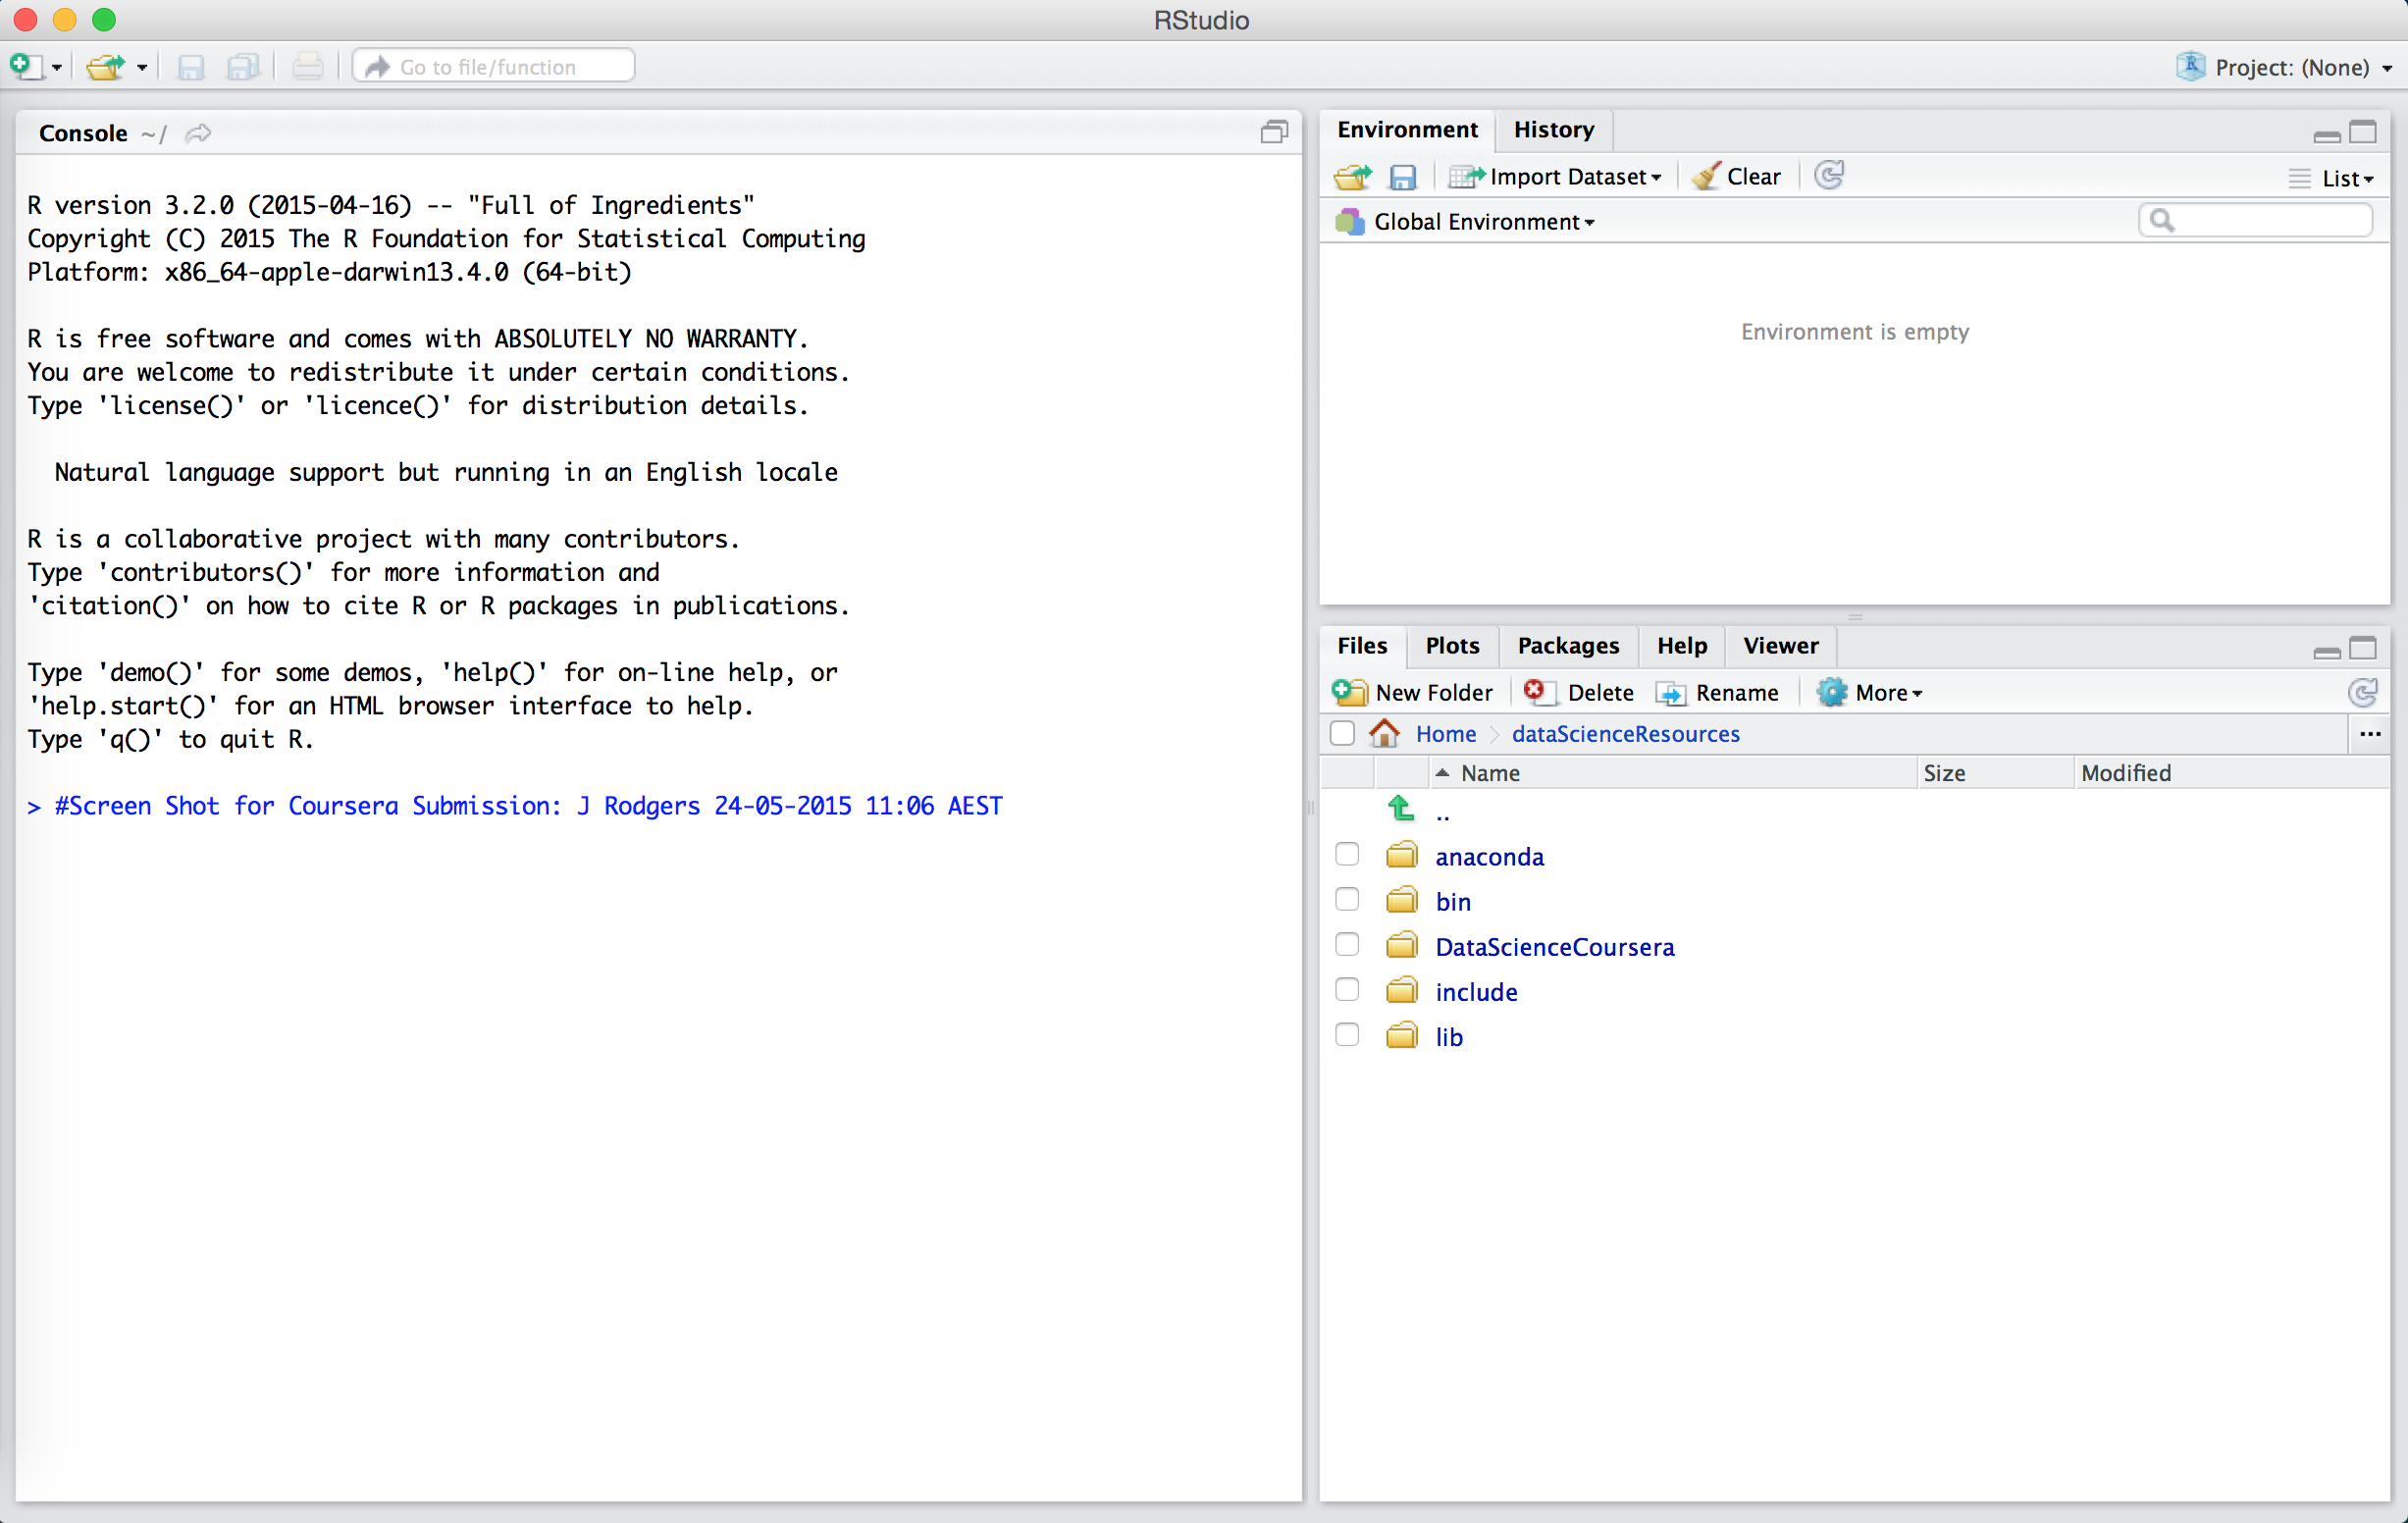 RStudio
Go to file/function
Project: (None)
Console ~/
R version 3.2.0 (2015-04-16) -- "Full of Ingredients"
Copyright (C) 2015 The R Foundation for Statistical Computing
Platform: x86_64-apple-darwin13.4.0 (64-bit)
R is free software and comes with ABSOLUTELY NO WARRANTY.
You are welcome to redistribute it under certain conditions.
Type 'license()' or 'licence()' for distribution details.
Natural language support but running in an English locale
R is a collaborative project with many contributors.
Type 'contributors()' for more information and
'citation()' on how to cite R or R packages in publications.
Type 'demo()' for some demos, 'help()' for on-line help, or
'help.start()' for an HTML browser interface to help.
Type 'q()' to quit R.
> #Screen Shot for Coursera Submission: J Rodgers 24-05-2015 11:06 AEST
Environment History
Import Dataset Clear List
Global Environment
Environment is empty
Files Plots Packages Help Viewer
New Folder Delete Rename More
Home dataScienceResources ...
Name Size Modified
..
anaconda
bin
DataScienceCoursera
include
lib